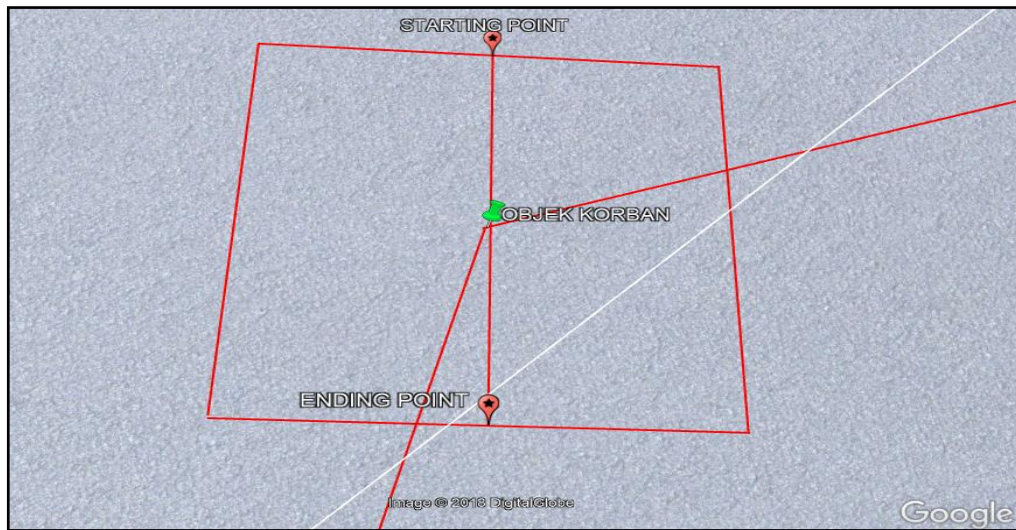 STARTING POINT
OBJEK KORBAN
ENDING POINT
Image © 2018 DigitalGlobe
Google